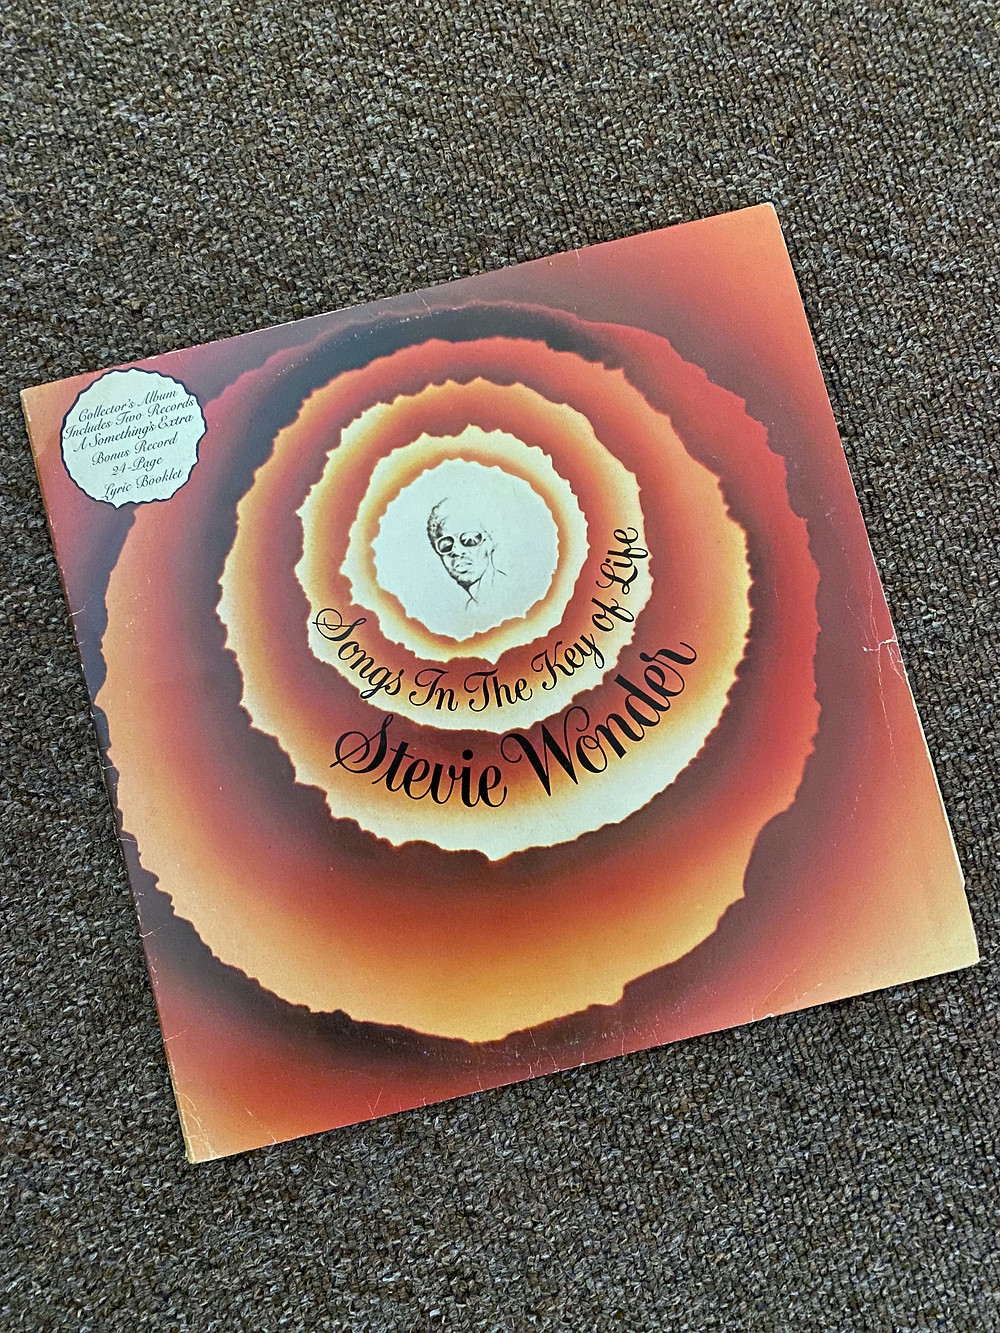 Collector's Album
Includes Two Records
A Something's Extra
Bonus Record
24-Page
Lyric Booklet
Songs In The Key of Life
Stevie Wonder